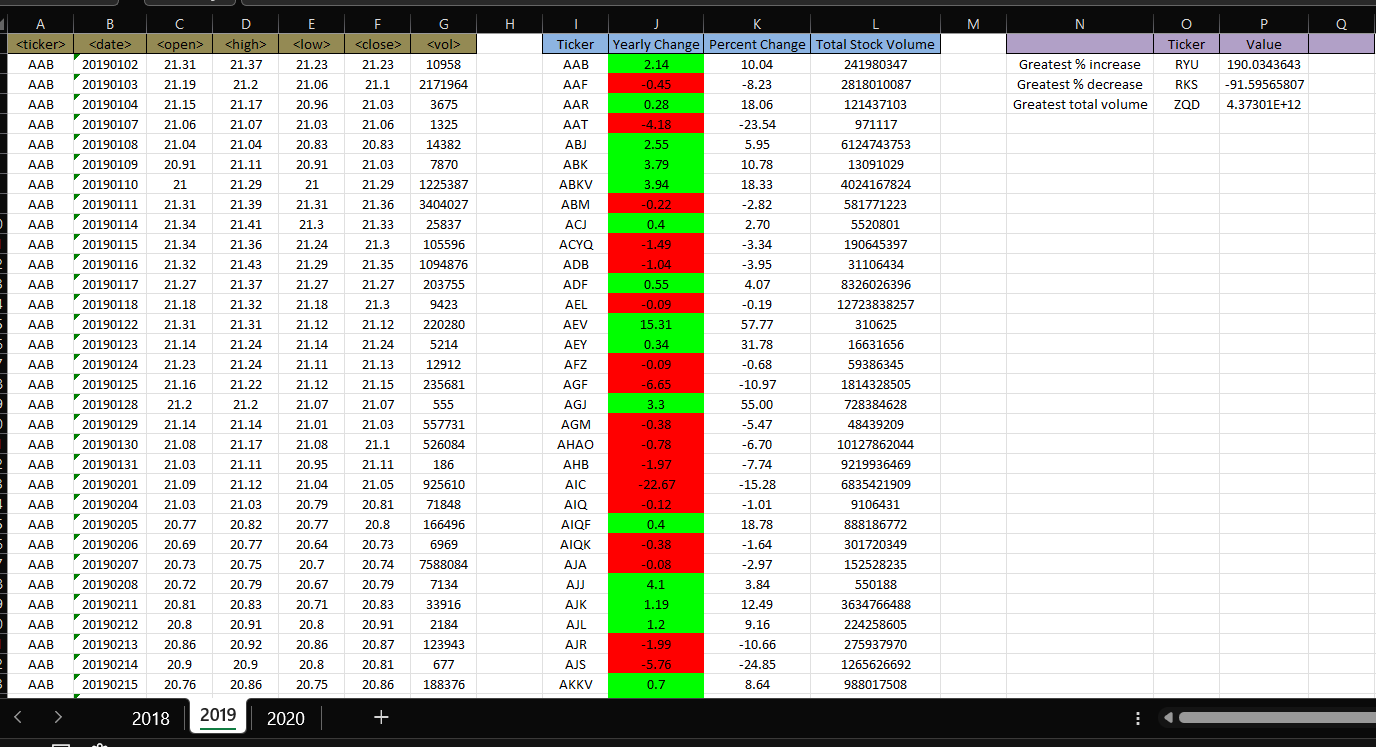 A B C D E F G H I J K L M N O P Q
<ticker> <date> <open> <high> <low> <close> <vol> Ticker Yearly Change Percent Change Total Stock Volume Ticker Value
AAB 20190102 21.31 21.37 21.23 21.23 10958 AAB 2.14 10.04 241980347 Greatest % increase RYU 190.0343643
AAB 20190103 21.19 21.2 21.06 21.1 2171964 AAF -0.45 -8.23 2818010087 Greatest % decrease RKS -91.59565807
AAB 20190104 21.15 21.17 20.96 21.03 3675 AAR 0.28 18.06 121437103 Greatest total volume ZQD 4.37301E+12
AAB 20190107 21.06 21.07 21.03 21.06 1325 AAT -4.18 -23.54 971117
AAB 20190108 21.04 21.04 20.83 20.83 14382 ABJ 2.55 5.95 6124743753
AAB 20190109 20.91 21.11 20.91 21.03 7870 ABK 3.79 10.78 13091029
AAB 20190110 21 21.29 21 21.29 1225387 ABKV 3.94 18.33 4024167824
AAB 20190111 21.31 21.39 21.31 21.36 3404027 ABM -0.22 -2.82 581771223
AAB 20190114 21.34 21.41 21.3 21.33 25837 ACJ 0.4 2.70 5520801
AAB 20190115 21.34 21.36 21.24 21.3 105596 ACYQ -1.49 -3.34 190645397
AAB 20190116 21.32 21.43 21.29 21.35 1094876 ADB -1.04 -3.95 31106434
AAB 20190117 21.27 21.37 21.27 21.27 203755 ADF 0.55 4.07 8326026396
AAB 20190118 21.18 21.32 21.18 21.3 9423 AEL -0.09 -0.19 12723838257
AAB 20190122 21.31 21.31 21.12 21.12 220280 AEV 15.31 57.77 310625
AAB 20190123 21.14 21.24 21.14 21.24 5214 AEY 0.34 31.78 16631656
AAB 20190124 21.23 21.24 21.11 21.13 12912 AFZ -0.09 -0.68 59386345
AAB 20190125 21.16 21.22 21.12 21.15 235681 AGF -6.65 -10.97 1814328505
AAB 20190128 21.2 21.2 21.07 21.07 555 AGJ 3.3 55.00 728384628
AAB 20190129 21.14 21.14 21.01 21.03 557731 AGM -0.38 -5.47 48439209
AAB 20190130 21.08 21.17 21.08 21.1 526084 AHAO -0.78 -6.70 10127862044
AAB 20190131 21.03 21.11 20.95 21.11 186 AHB -1.97 -7.74 9219936469
AAB 20190201 21.09 21.12 21.04 21.05 925610 AIC -22.67 -15.28 6835421909
AAB 20190204 21.03 21.03 20.79 20.81 71848 AIQ -0.12 -1.01 9106431
AAB 20190205 20.77 20.82 20.77 20.8 166496 AIQF 0.4 18.78 888186772
AAB 20190206 20.69 20.77 20.64 20.73 6969 AIQK -0.38 -1.64 301720349
AAB 20190207 20.73 20.75 20.7 20.74 7588084 AJA -0.08 -2.97 152528235
AAB 20190208 20.72 20.79 20.67 20.79 7134 AJJ 4.1 3.84 550188
AAB 20190211 20.81 20.83 20.71 20.83 33916 AJK 1.19 12.49 3634766488
AAB 20190212 20.8 20.91 20.8 20.91 2184 AJL 1.2 9.16 224258605
AAB 20190213 20.86 20.92 20.86 20.87 123943 AJR -1.99 -10.66 275937970
AAB 20190214 20.9 20.9 20.8 20.81 677 AJS -5.76 -24.85 1265626692
AAB 20190215 20.76 20.86 20.75 20.86 188376 AKKV 0.7 8.64 988017508
2018 2019 2020